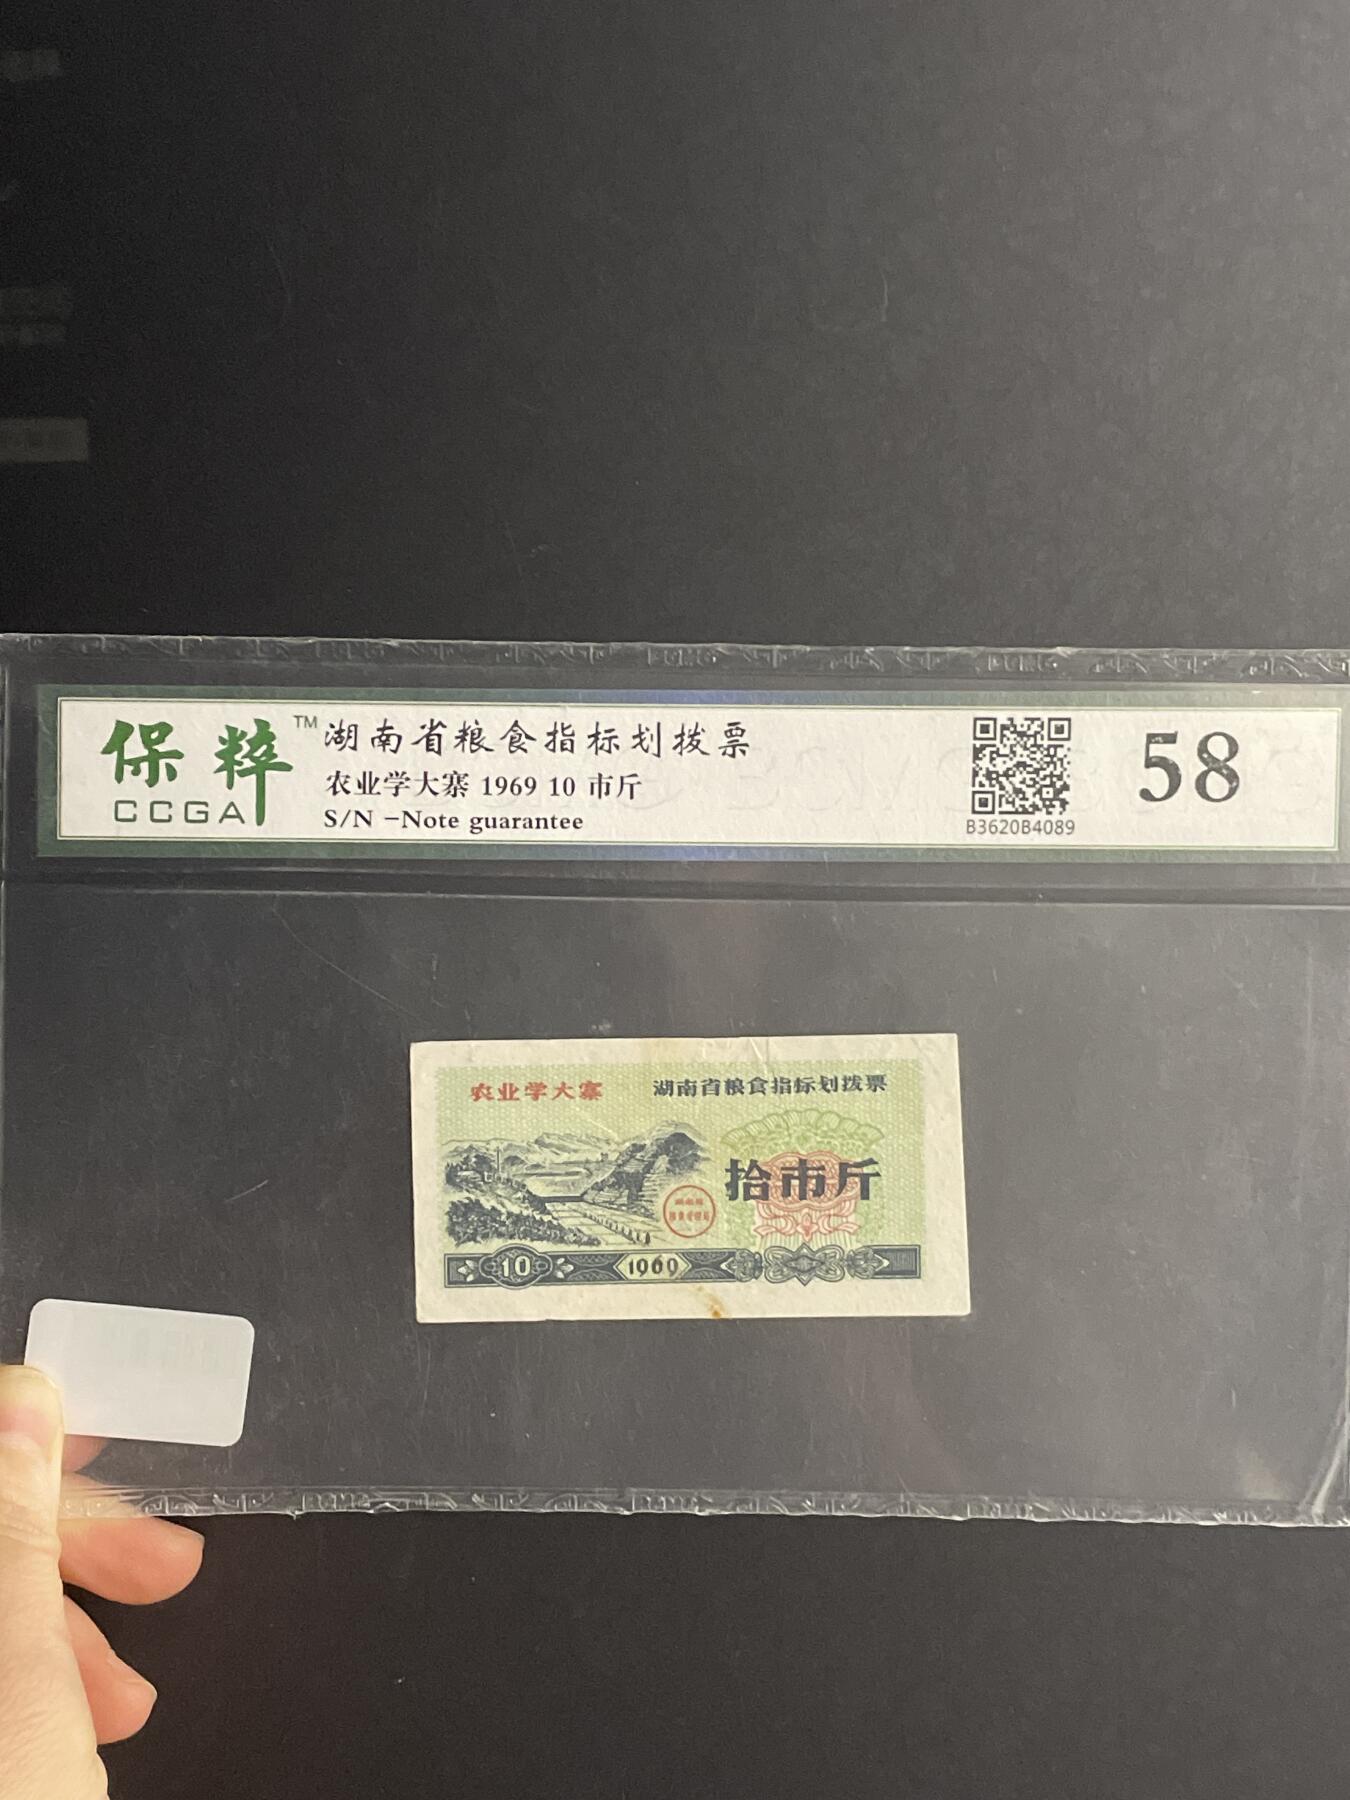 保粹™
CCGA
湖南省粮食指标划拨票
农业学大寨 1969 10 市斤
S/N -Note guarantee
B3620B4089
58
农业学大寨
湖南省粮食指标划拨票
拾市斤
10
1969